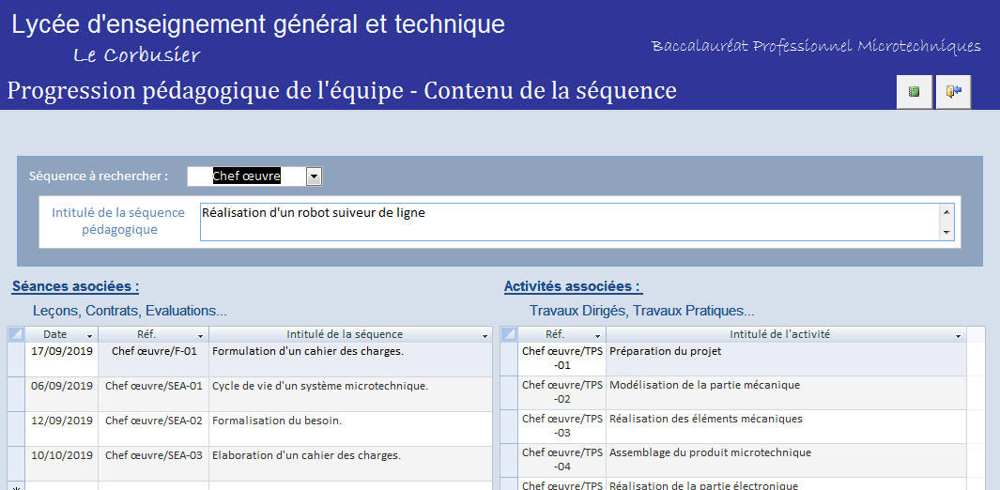 Lycée d'enseignement général et technique
Le Corbusier
Baccalauréat Professionnel Microtechniques
Progression pédagogique de l'équipe - Contenu de la séquence
Séquence à rechercher : Chef œuvre
Intitulé de la séquence pédagogique
Réalisation d'un robot suiveur de ligne
Séances asociées :
Leçons, Contrats, Evaluations...
Date Réf. Intitulé de la séquence
17/09/2019 Chef œuvre/F-01 Formulation d'un cahier des charges.
06/09/2019 Chef œuvre/SEA-01 Cycle de vie d'un système microtechnique.
12/09/2019 Chef œuvre/SEA-02 Formalisation du besoin.
10/10/2019 Chef œuvre/SEA-03 Elaboration d'un cahier des charges.
*
Activités associées :
Travaux Dirigés, Travaux Pratiques...
Réf. Intitulé de l'activité
Chef œuvre/TPS-01 Préparation du projet
Chef œuvre/TPS-02 Modélisation de la partie mécanique
Chef œuvre/TPS-03 Réalisation des éléments mécaniques
Chef œuvre/TPS-04 Assemblage du produit microtechnique
Chef œuvre/TPS Réalisation de la partie électronique